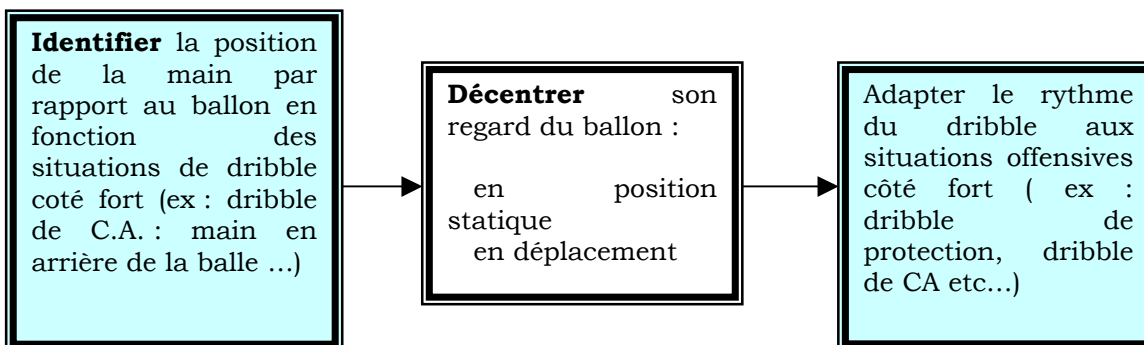 Identifier la position
de la main par
rapport au ballon en
fonction des
situations de dribble
coté fort (ex : dribble
de C.A. : main en
arrière de la balle …)
Décentrer son
regard du ballon :
en position
statique
en déplacement
Adapter le rythme
du dribble aux
situations offensives
côté fort ( ex :
dribble de
protection, dribble
de CA etc…)